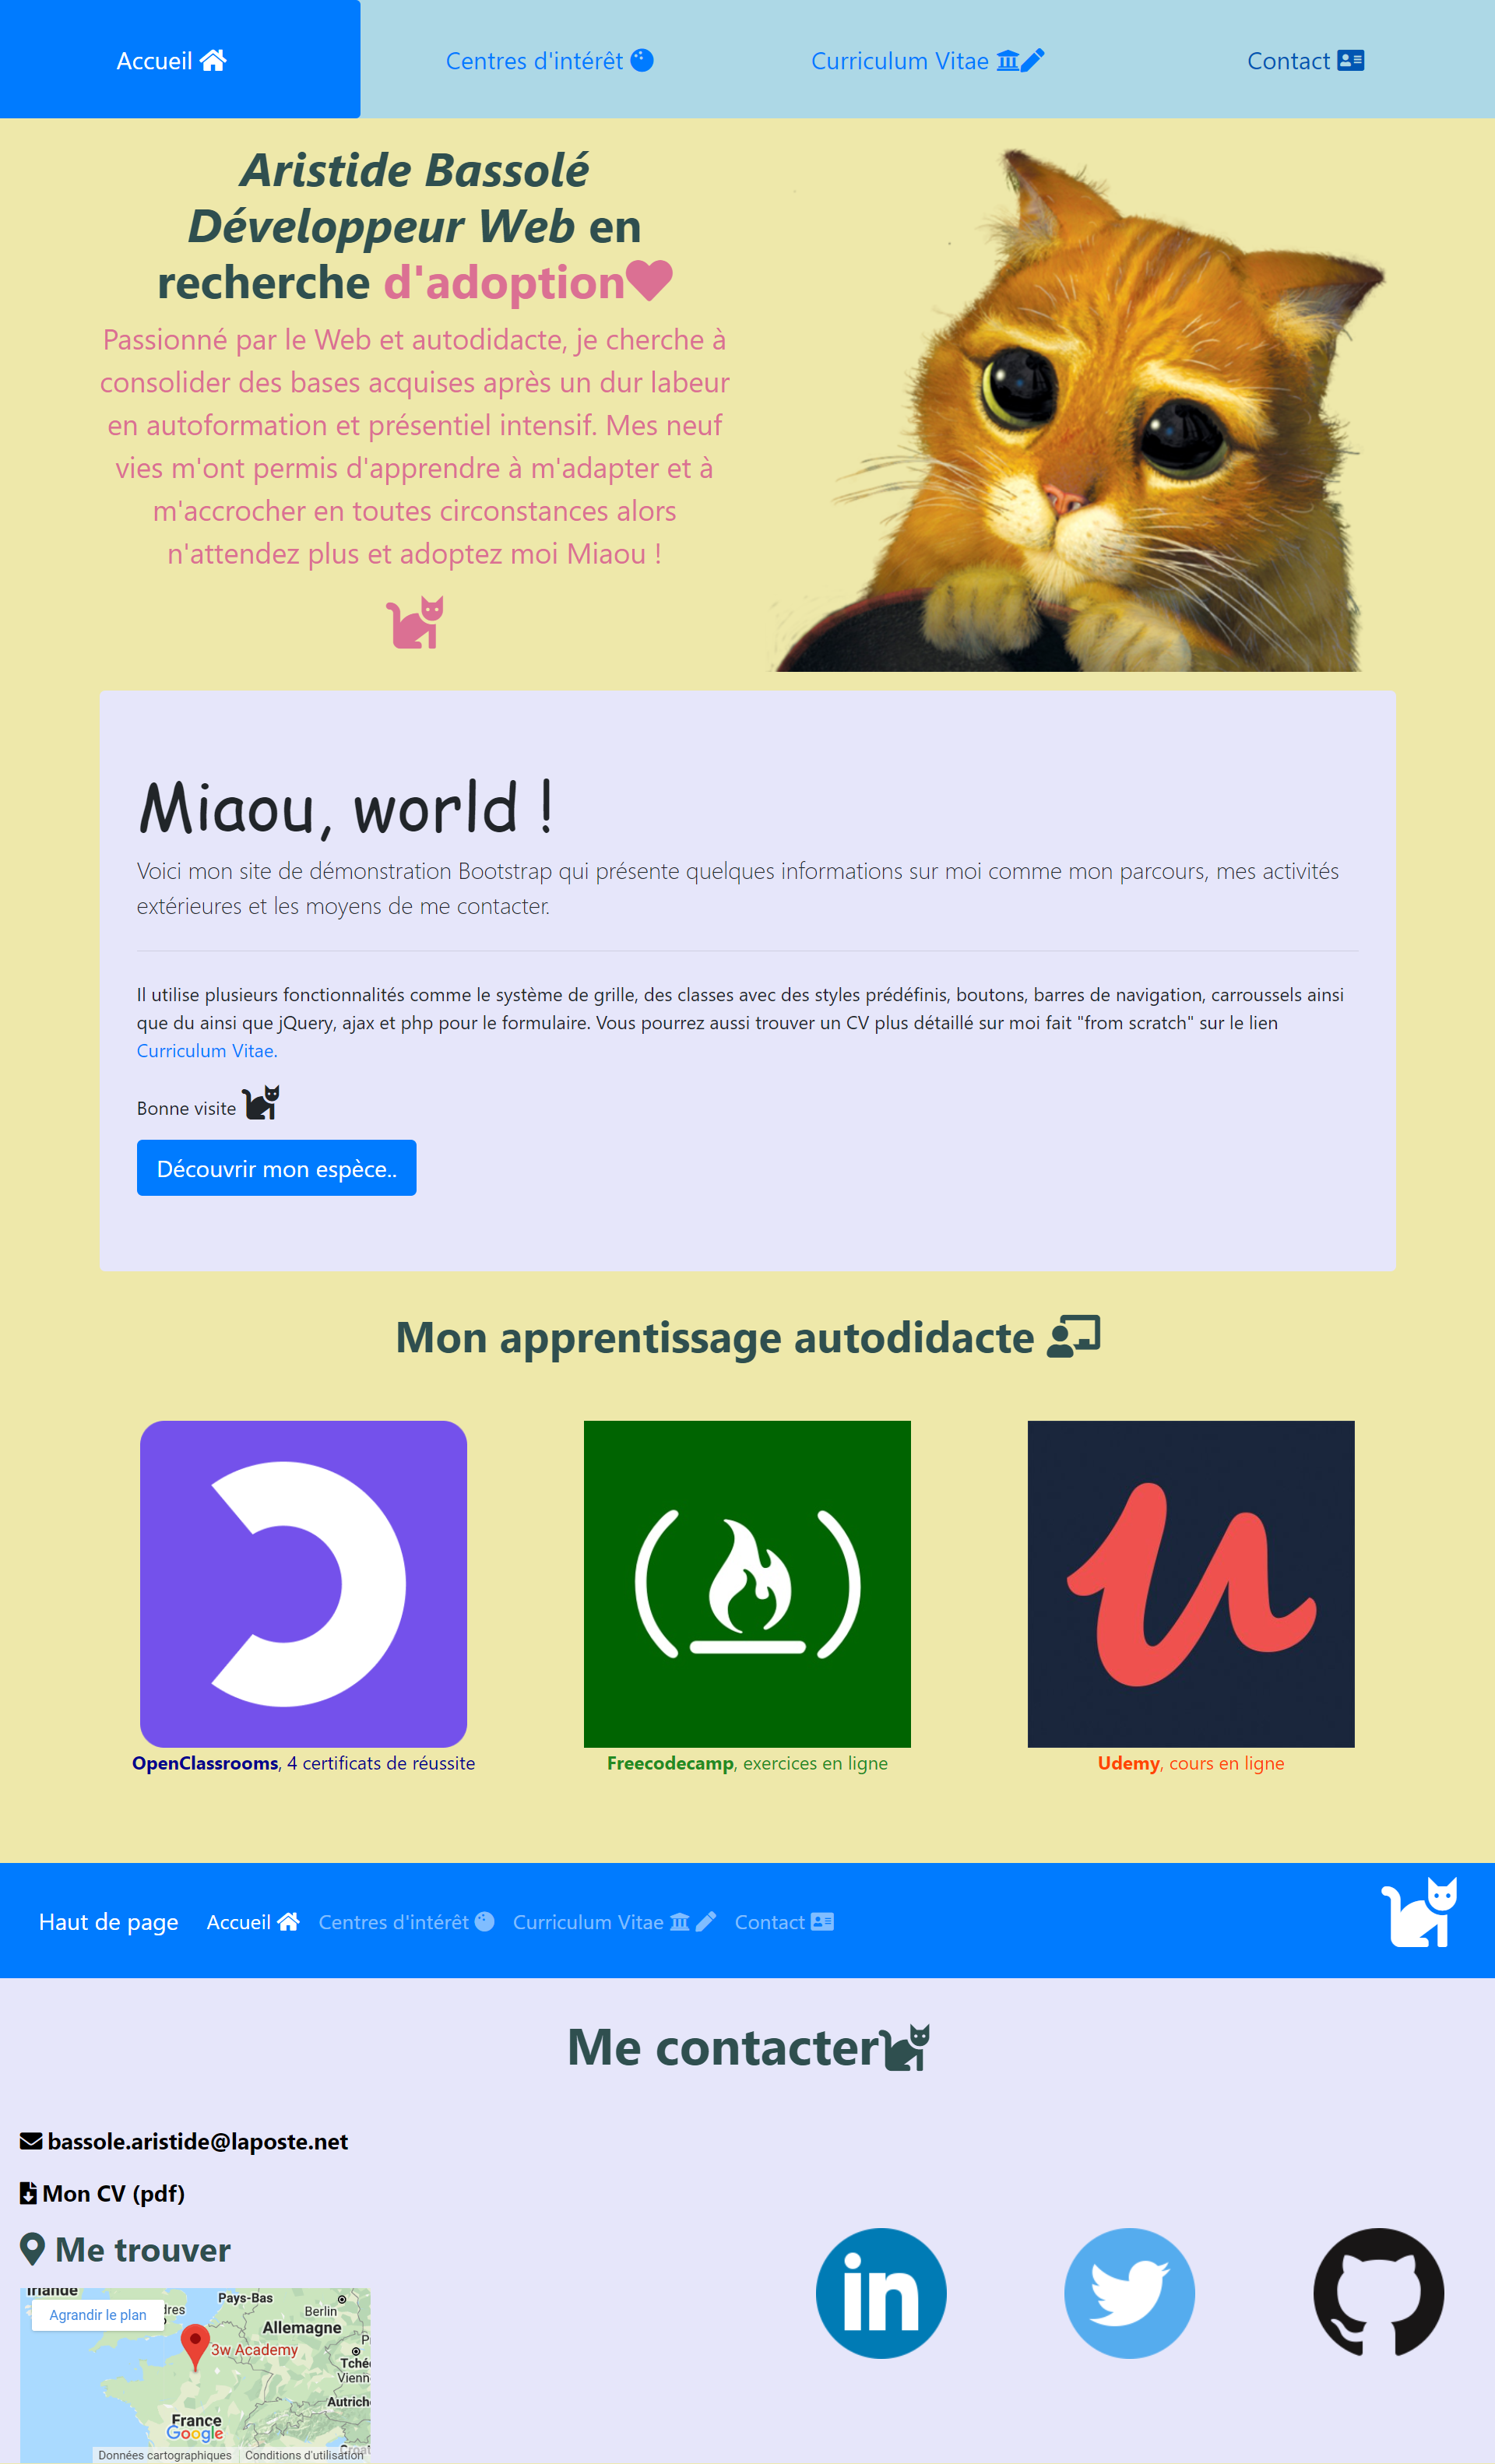 Accueil
Centres d'intérêt
Curriculum Vitae
Contact
Aristide Bassolé
Développeur Web en
recherche d'adoption
Passionné par le Web et autodidacte, je cherche à
consolider des bases acquises après un dur labeur
en autoformation et présentiel intensif. Mes neuf
vies m'ont permis d'apprendre à m'adapter et à
m'accrocher en toutes circonstances alors
n'attendez plus et adoptez moi Miaou !
Miaou, world !
Voici mon site de démonstration Bootstrap qui présente quelques informations sur moi comme mon parcours, mes activités
extérieures et les moyens de me contacter.
Il utilise plusieurs fonctionnalités comme le système de grille, des classes avec des styles prédéfinis, boutons, barres de navigation, carroussels ainsi
que du ainsi que jQuery, ajax et php pour le formulaire. Vous pourrez aussi trouver un CV plus détaillé sur moi fait "from scratch" sur le lien
Curriculum Vitae.
Bonne visite
Découvrir mon espèce..
Mon apprentissage autodidacte
OpenClassrooms, 4 certificats de réussite
Freecodecamp, exercices en ligne
Udemy, cours en ligne
Haut de page Accueil Centres d'intérêt Curriculum Vitae Contact
Me contacter
bassole.aristide@laposte.net
Mon CV (pdf)
Me trouver
Irlande
Pays-Bas
Agrandir le plan
dres
Berlin
Allemagne
3w Academy
Tché
Vienn
Autrich
France
Google
Croat
Données cartographiques Conditions d'utilisation
in